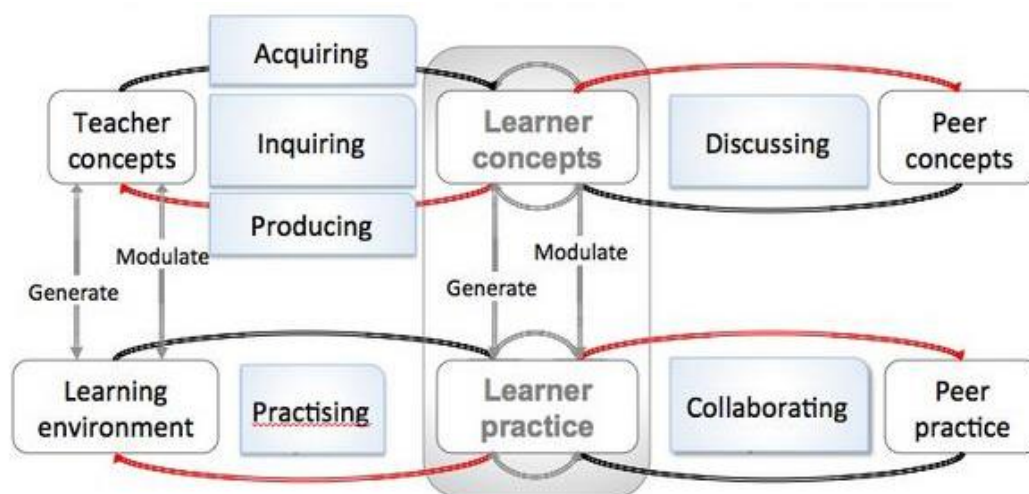 Acquiring
Teacher
concepts
Inquiring
Learner
concepts
Discussing
Peer
concepts
Producing
Modulate
Generate
Modulate
Generate
Learning
environment
Practising
Learner
practice
Collaborating
Peer
practice